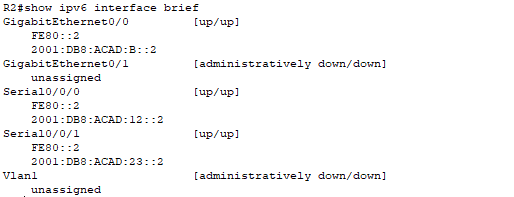 R2#show ipv6 interface brief
GigabitEthernet0/0 [up/up]
FE80::2
2001:DB8:ACAD:B::2
GigabitEthernet0/1 [administratively down/down]
unassigned
Serial0/0/0 [up/up]
FE80::2
2001:DB8:ACAD:12::2
Serial0/0/1 [up/up]
FE80::2
2001:DB8:ACAD:23::2
Vlan1 [administratively down/down]
unassigned